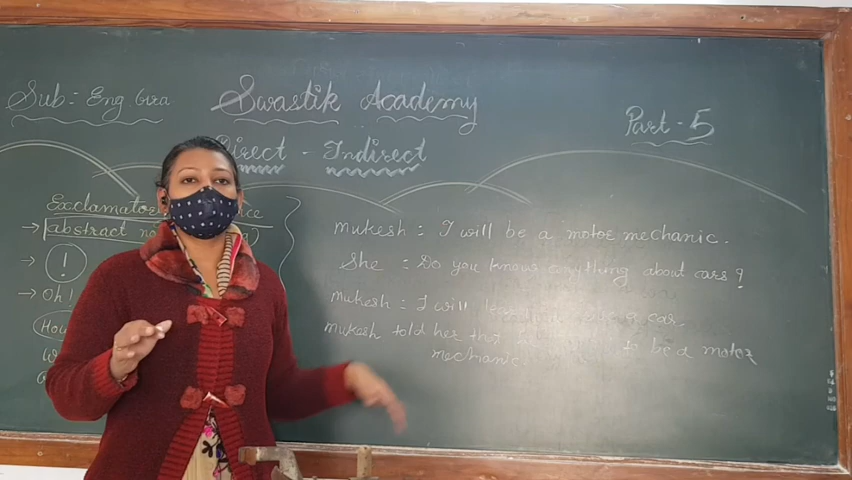 Sub: Eng. Gra
Swastik Academy
Part-5
Direct - Indirect
Exclamatory
→ abstract
→ !
→ Oh!
Mukesh : I will be a motor mechanic.
She : Do you know anything about cars?
Mukesh : I will a car.
Mukesh told her that to be a motor
mechanic.